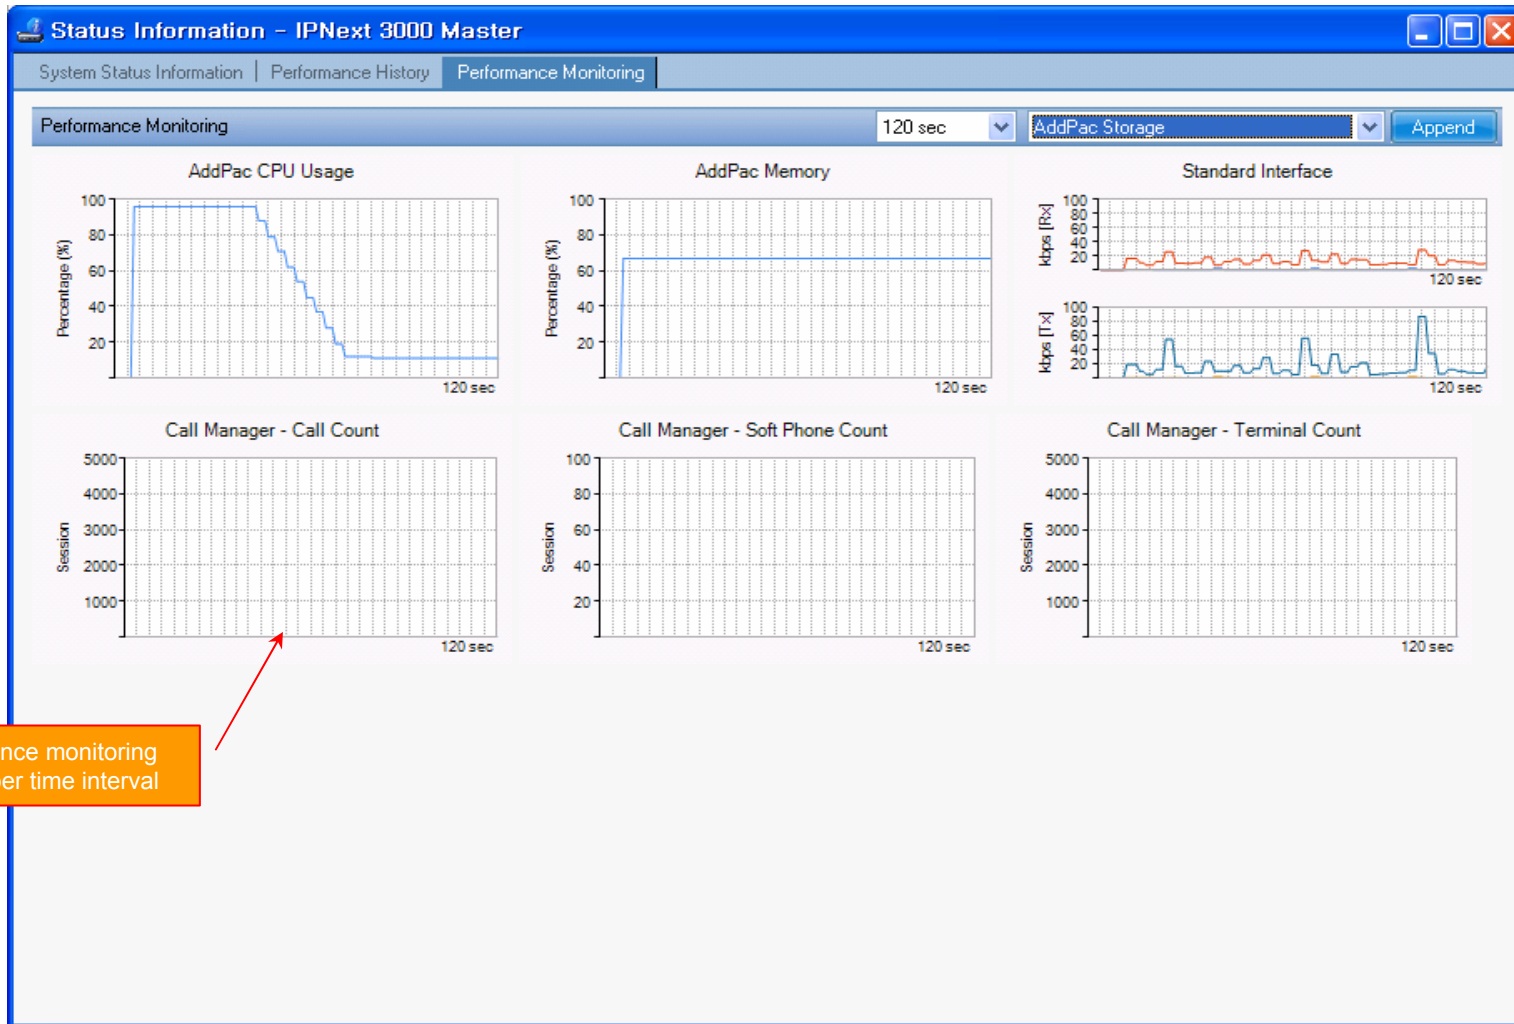 Status Information - IPNext 3000 Master
System Status Information | Performance History Performance Monitoring
Performance Monitoring 120 sec AddPac Storage Append
AddPac CPU Usage
Percentage (%)
100
80
60
40
20
120 sec
AddPac Memory
Percentage (%)
100
80
60
40
20
120 sec
Standard Interface
kbps [Rx]
100
80
60
40
20
120 sec
kbps [Tx]
100
80
60
40
20
120 sec
Call Manager - Call Count
Session
5000
4000
3000
2000
1000
120 sec
Call Manager - Soft Phone Count
Session
100
80
60
40
20
120 sec
Call Manager - Terminal Count
Session
5000
4000
3000
2000
1000
120 sec
nce monitoring
er time interval